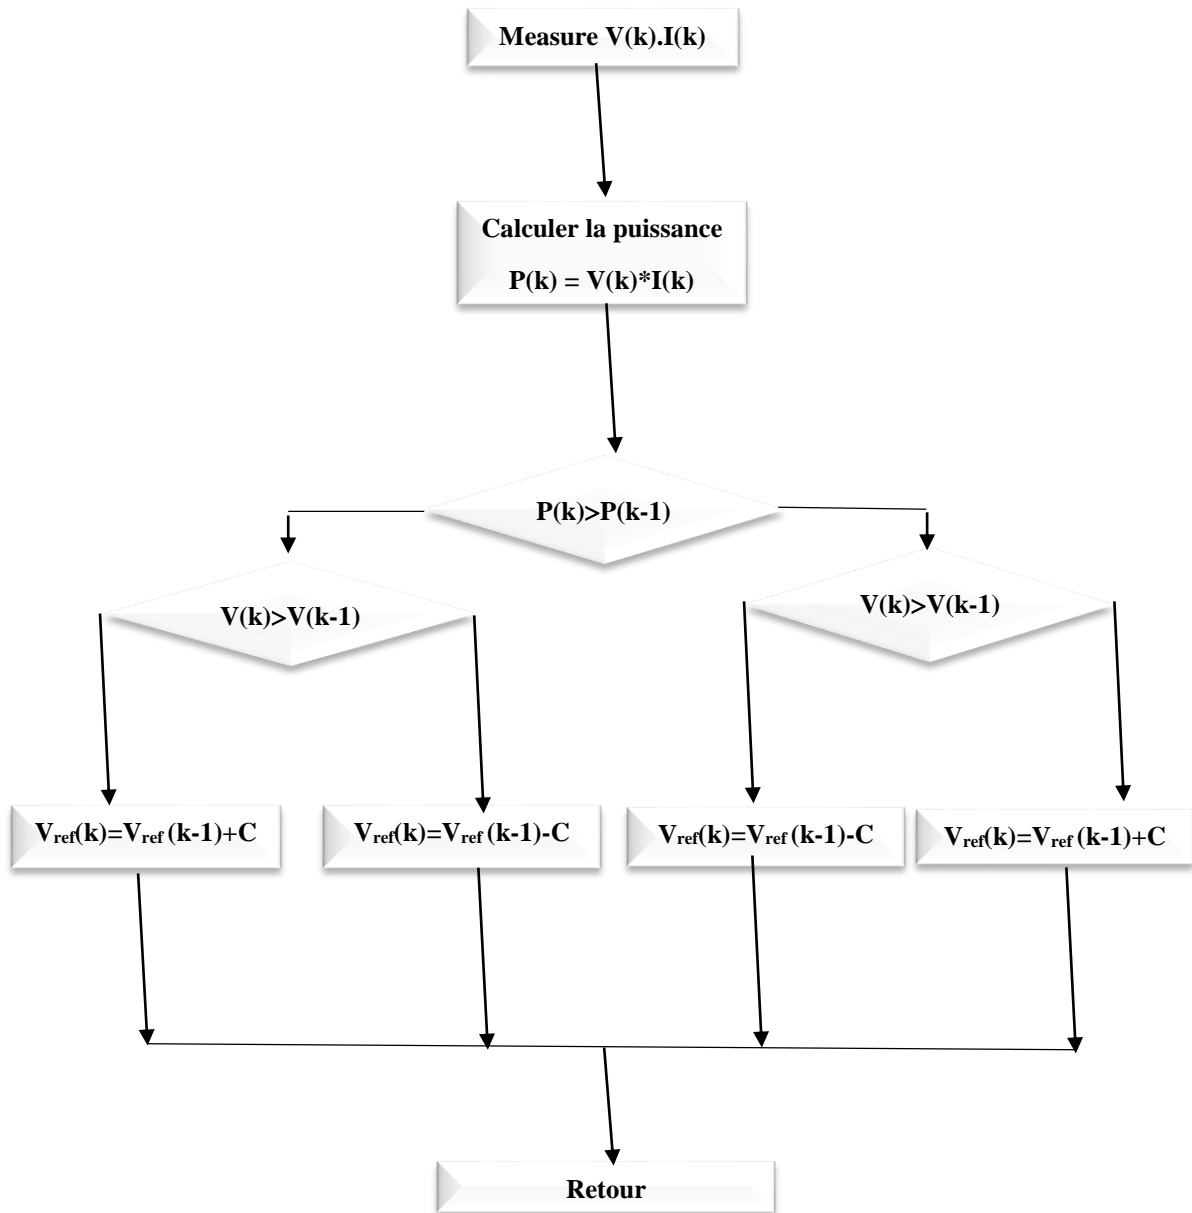 Measure V(k).I(k)
Calculer la puissance
P(k) = V(k)*I(k)
P(k)>P(k-1)
V(k)>V(k-1)
V(k)>V(k-1)
Vref(k)=Vref (k-1)+C
Vref(k)=Vref (k-1)-C
Vref(k)=Vref (k-1)-C
Vref(k)=Vref (k-1)+C
Retour